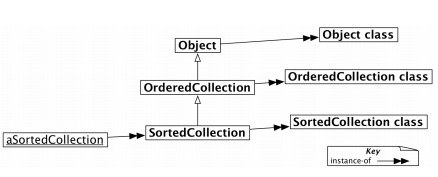 Object
Object class
OrderedCollection
OrderedCollection class
SortedCollection
SortedCollection class
aSortedCollection
Key
instance-of